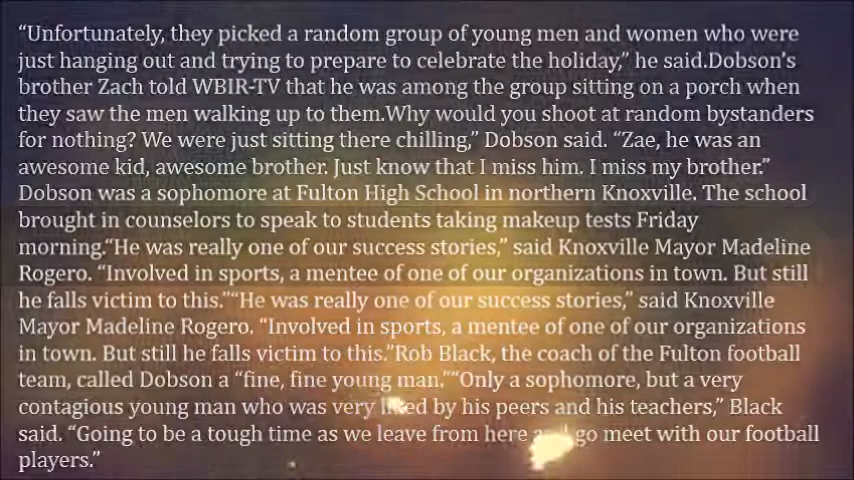 “Unfortunately, they picked a random group of young men and women who were
just hanging out and trying to prepare to celebrate the holiday,” he said.Dobson’s
brother Zach told WBIR-TV that he was among the group sitting on a porch when
they saw the men walking up to them.Why would you shoot at random bystanders
for nothing? We were just sitting there chilling,” Dobson said. “Zae, he was an
awesome kid, awesome brother. Just know that I miss him. I miss my brother.”
Dobson was a sophomore at Fulton High School in northern Knoxville. The school
brought in counselors to speak to students taking makeup tests Friday
morning.“He was really one of our success stories,” said Knoxville Mayor Madeline
Rogero. “Involved in sports, a mentee of one of our organizations in town. But still
he falls victim to this.”“He was really one of our success stories,” said Knoxville
Mayor Madeline Rogero. “Involved in sports, a mentee of one of our organizations
in town. But still he falls victim to this.”Rob Black, the coach of the Fulton football
team, called Dobson a “fine, fine young man.”“Only a sophomore, but a very
contagious young man who was very liked by his peers and his teachers,” Black
said. “Going to be a tough time as we leave from here and go meet with our football
players.”